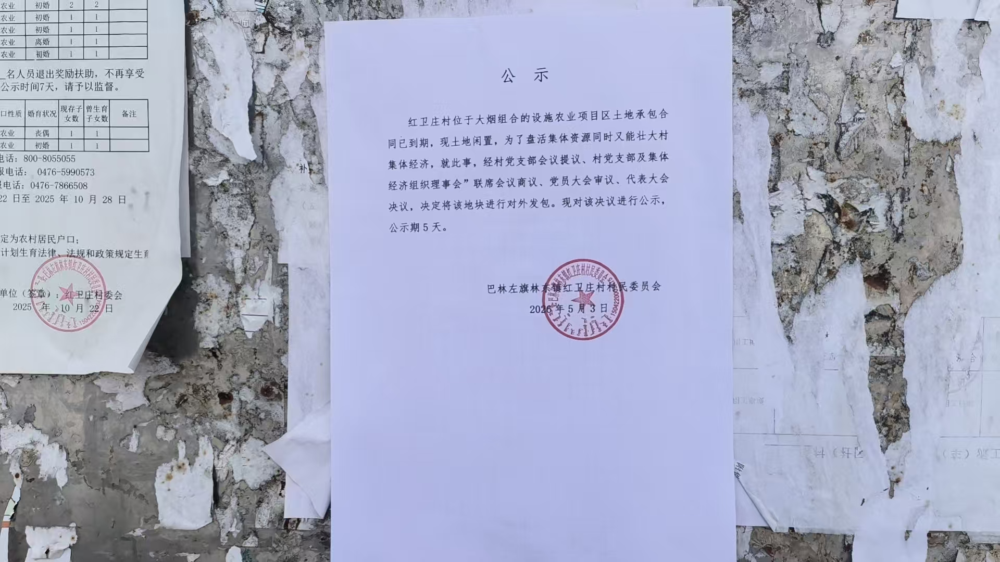 农业 初婚 2 2
农业 初婚 1 1
农业 初婚 1 1
农业 离婚 1 1
农业 初婚 1 1
名人员退出奖励扶助，不再享受
公示时间7天，请予以监督。
口性质 婚育状况 现存子女数 曾生育子女数 备注
农业 丧偶 1 1
农业 初婚 1 1
电话：800-8055055
报电话： 0476-5990573
报电话：0476-7866508
22 日至 2025 年 10 月 28 日
定为农村居民户口；
计划生育法律、法规和政策规定生育
单位（签章）：红卫庄村委会
2025 年 10 月 22 日
补
公 示
红卫庄村位于大烟组合的设施农业项目区土地承包合
同已到期，现土地闲置，为了盘活集体资源同时又能壮大村
集体经济，就此事，经村党支部会议提议、村党支部及集体
经济组织理事会”联席会议商议、党员大会审议、代表大会
决议，决定将该地块进行对外发包。现对该决议进行公示，
公示期 5 天。
巴林左旗林东镇红卫庄村村民委员会
2026 年 5 月 3 日